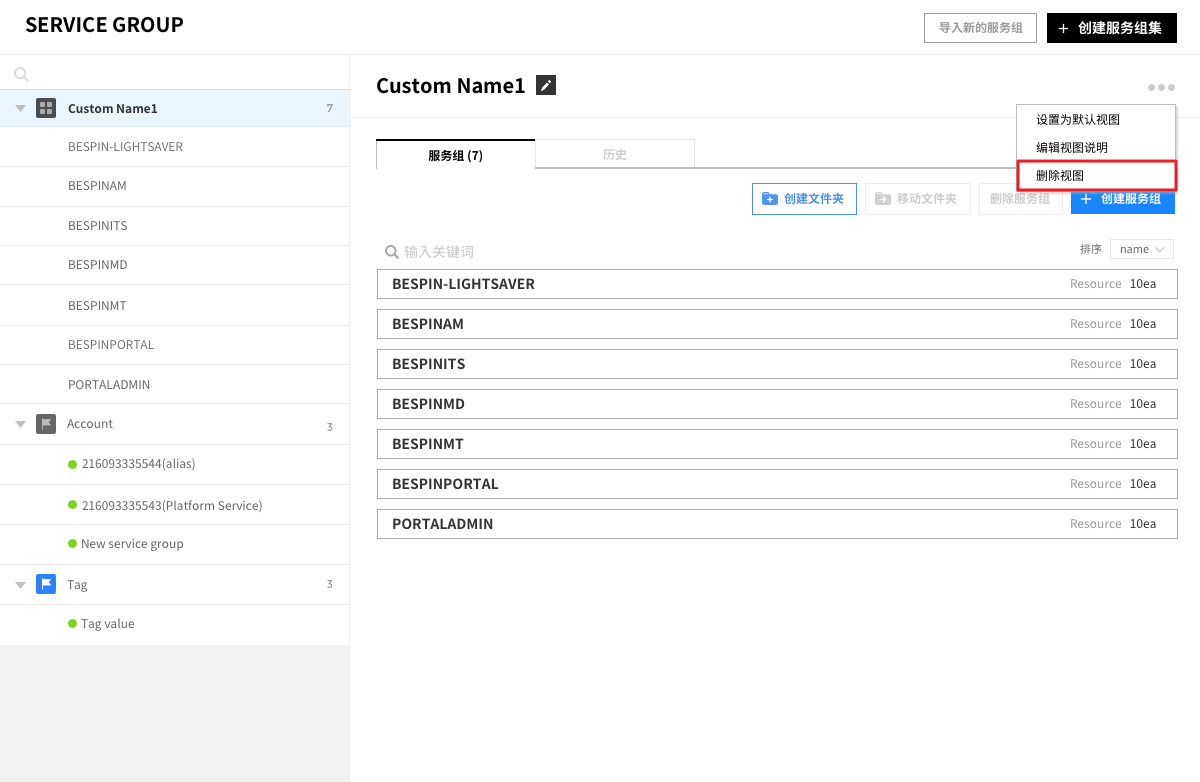 SERVICE GROUP
导入新的服务组
+ 创建服务组集
Custom Name1 7
BESPIN-LIGHTSAVER
BESPINAM
BESPINITS
BESPINMD
BESPINMT
BESPINPORTAL
PORTALADMIN
Account 3
216093335544(alias)
216093335543(Platform Service)
New service group
Tag 3
Tag value
Custom Name1
设置为默认视图
编辑视图说明
删除视图
服务组 (7)
历史
创建文件夹
移动文件夹
删除服务组
+ 创建服务组
输入关键词
排序 name
BESPIN-LIGHTSAVER Resource 10ea
BESPINAM Resource 10ea
BESPINITS Resource 10ea
BESPINMD Resource 10ea
BESPINMT Resource 10ea
BESPINPORTAL Resource 10ea
PORTALADMIN Resource 10ea